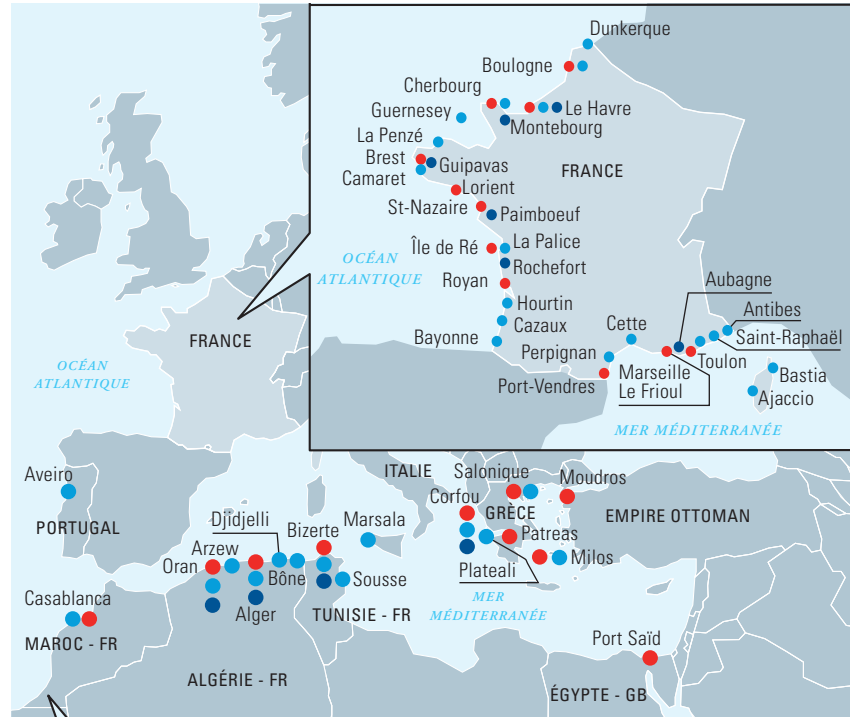 Dunkerque
Boulogne
Cherbourg
Guernesey
Le Havre
Montebourg
La Penzé
Brest
Guipavas
Camaret
Lorient
FRANCE
St-Nazaire
Paimboeuf
Île de Ré
La Palice
OCÉAN
ATLANTIQUE
Rochefort
Royan
Aubagne
Hourtin
Antibes
Cazaux
Cette
Saint-Raphaël
Bayonne
Perpignan
Toulon
Port-Vendres
Marseille
Le Frioul
Bastia
Ajaccio
MER MÉDITERRANÉE
FRANCE
OCÉAN
ATLANTIQUE
Aveiro
PORTUGAL
ITALIE
Salonique
Moudros
Corfou
GRÈCE
EMPIRE OTTOMAN
Djidjelli
Bizerte
Marsala
Patreas
Arzew
Oran
Bône
Sousse
Plateali
Milos
Casablanca
Alger
TUNISIE - FR
MER
MÉDITERRANÉE
MAROC - FR
Port Saïd
ALGÉRIE - FR
ÉGYPTE - GB